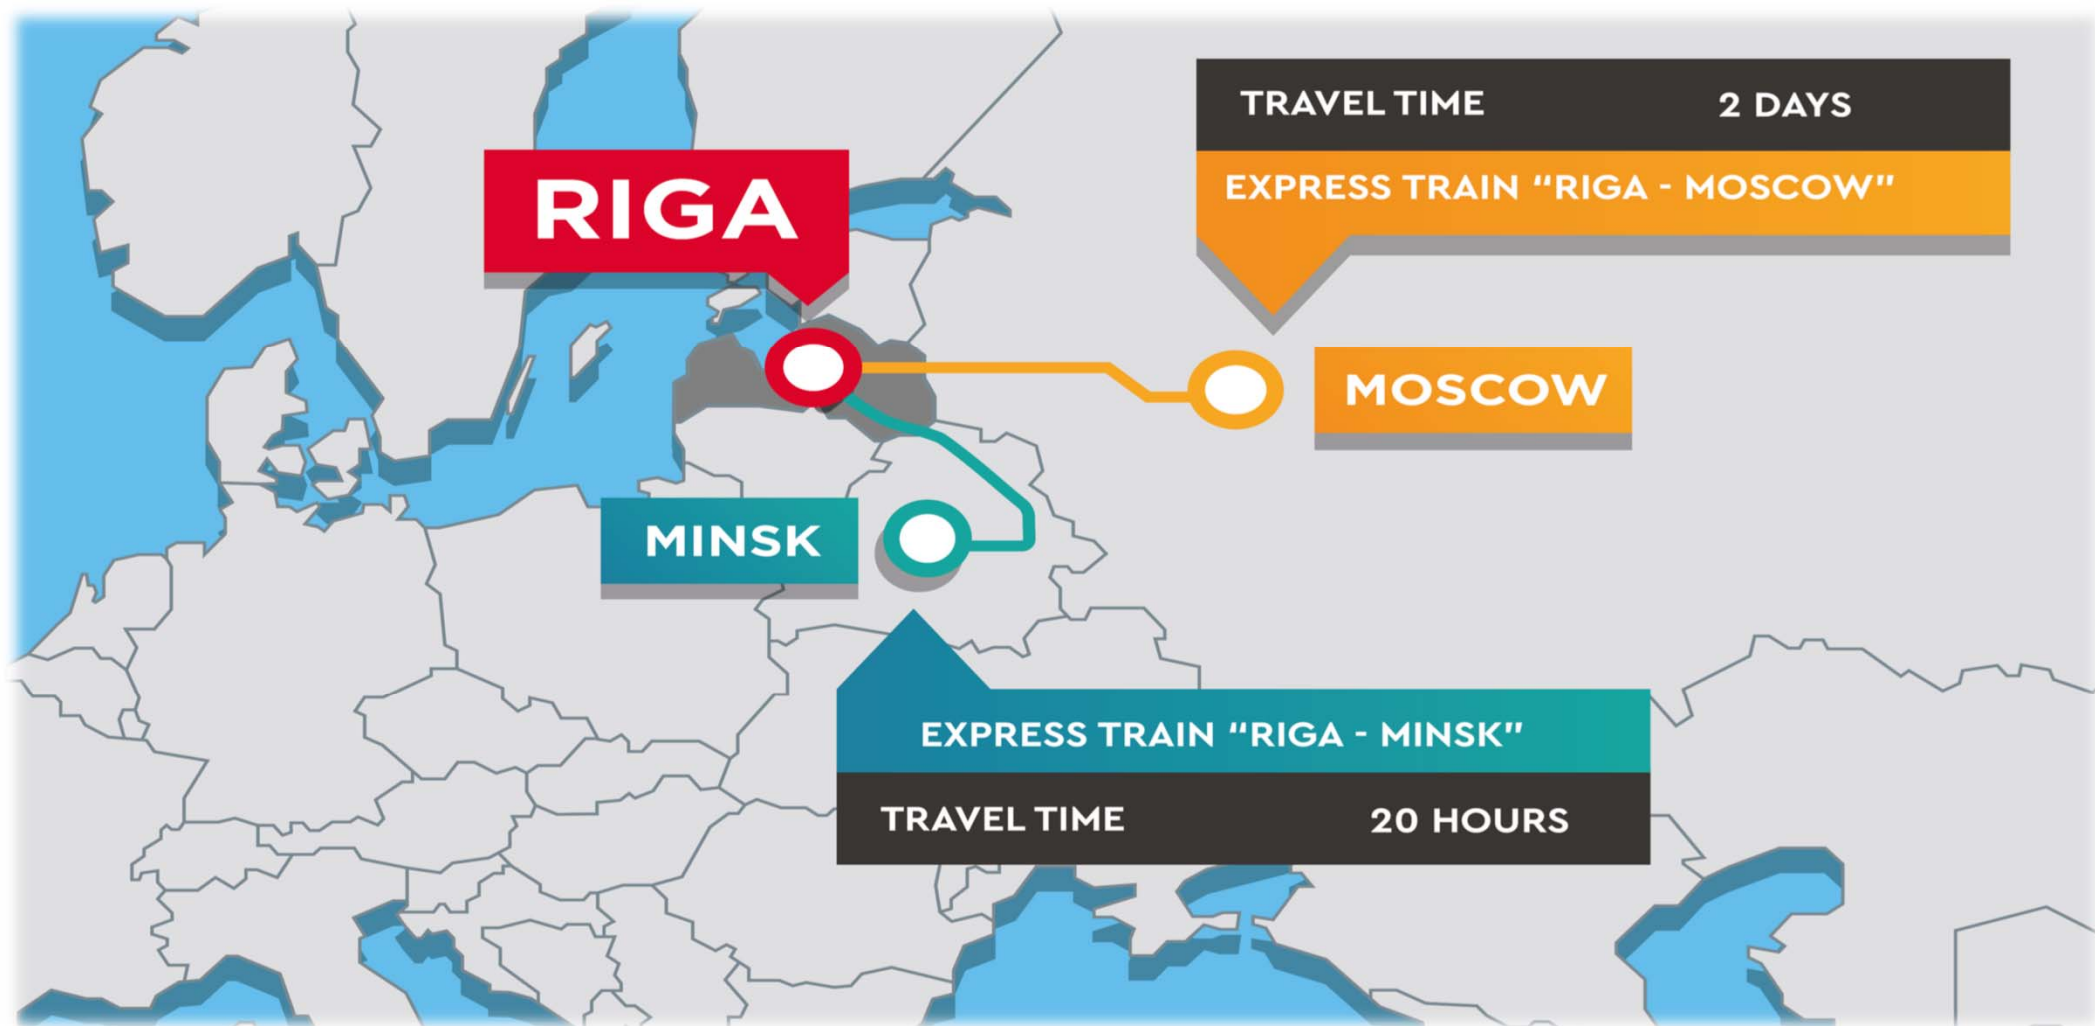 TRAVEL TIME 2 DAYS
EXPRESS TRAIN “RIGA - MOSCOW”
RIGA
MOSCOW
MINSK
EXPRESS TRAIN “RIGA - MINSK”
TRAVEL TIME 20 HOURS